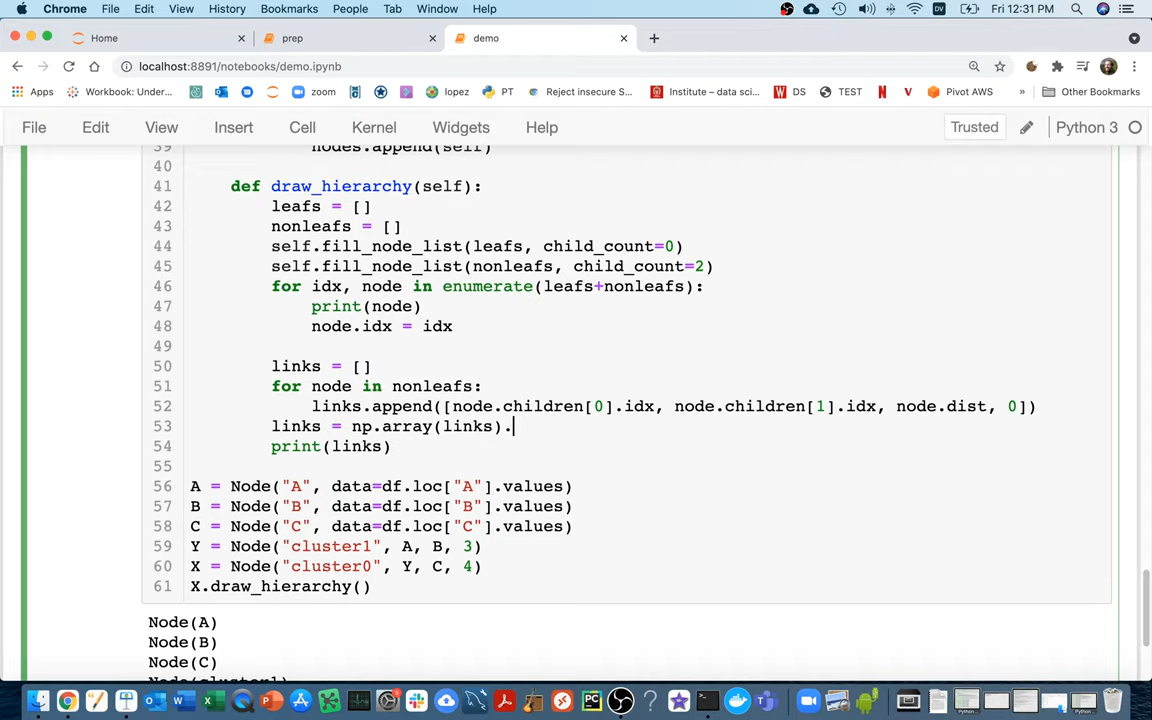 Chrome File Edit View History Bookmarks People Tab Window Help Fri 12:31 PM
Home prep demo
localhost:8891/notebooks/demo.ipynb
Apps Workbook: Under... zoom lopez PT Reject insecure S... Institute – data sci... DS TEST Pivot AWS » Other Bookmarks
File Edit View Insert Cell Kernel Widgets Help Trusted Python 3
39 nodes.append(self)
40
41 def draw_hierarchy(self):
42 leafs = []
43 nonleafs = []
44 self.fill_node_list(leafs, child_count=0)
45 self.fill_node_list(nonleafs, child_count=2)
46 for idx, node in enumerate(leafs+nonleafs):
47 print(node)
48 node.idx = idx
49
50 links = []
51 for node in nonleafs:
52 links.append([node.children[0].idx, node.children[1].idx, node.dist, 0])
53 links = np.array(links).
54 print(links)
55
56 A = Node("A", data=df.loc["A"].values)
57 B = Node("B", data=df.loc["B"].values)
58 C = Node("C", data=df.loc["C"].values)
59 Y = Node("cluster1", A, B, 3)
60 X = Node("cluster0", Y, C, 4)
61 X.draw_hierarchy()
Node(A)
Node(B)
Node(C)
Node(cluster1)